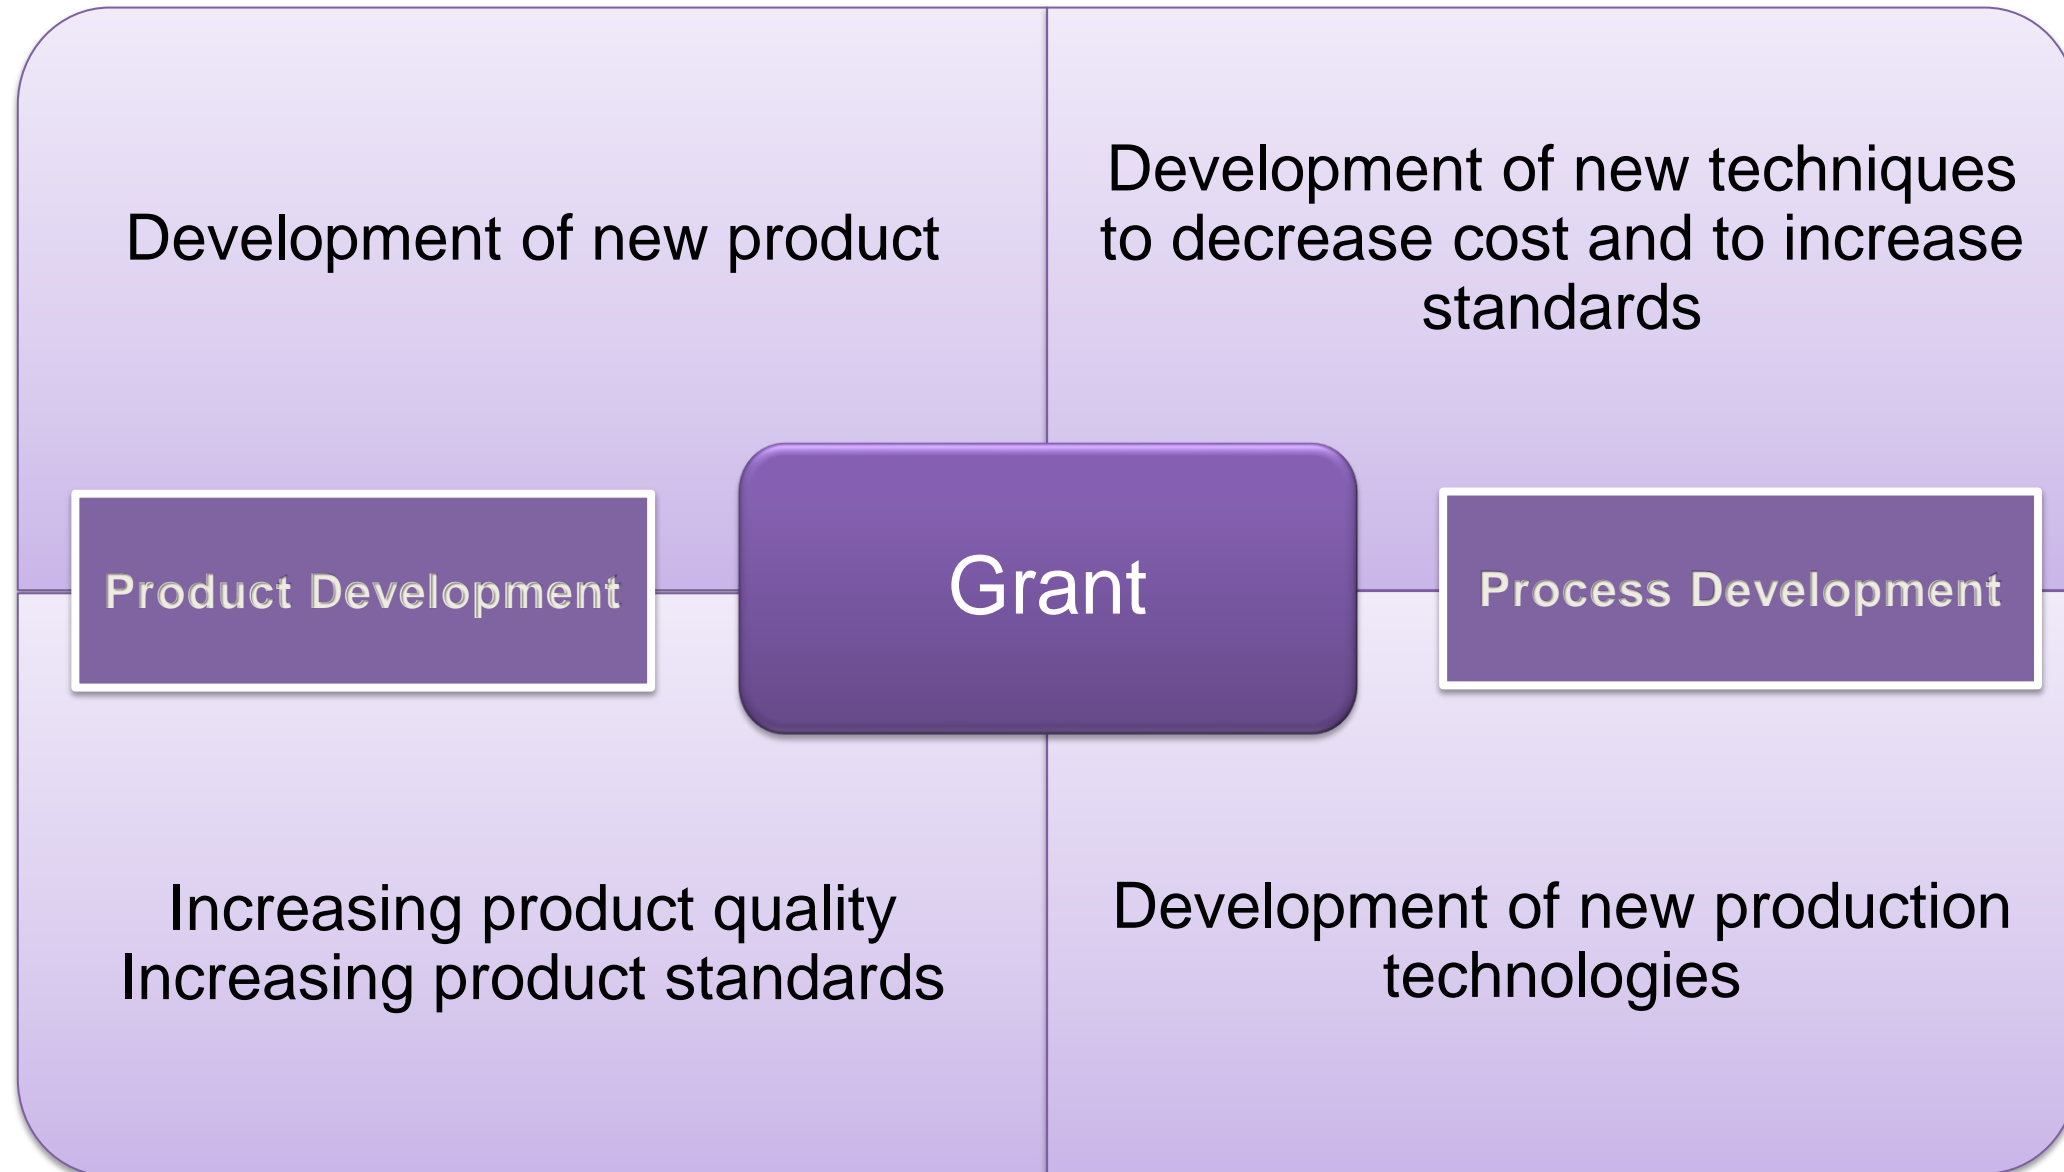 Development of new product
Development of new techniques
to decrease cost and to increase
standards
Product Development
Grant
Process Development
Increasing product quality
Increasing product standards
Development of new production
technologies